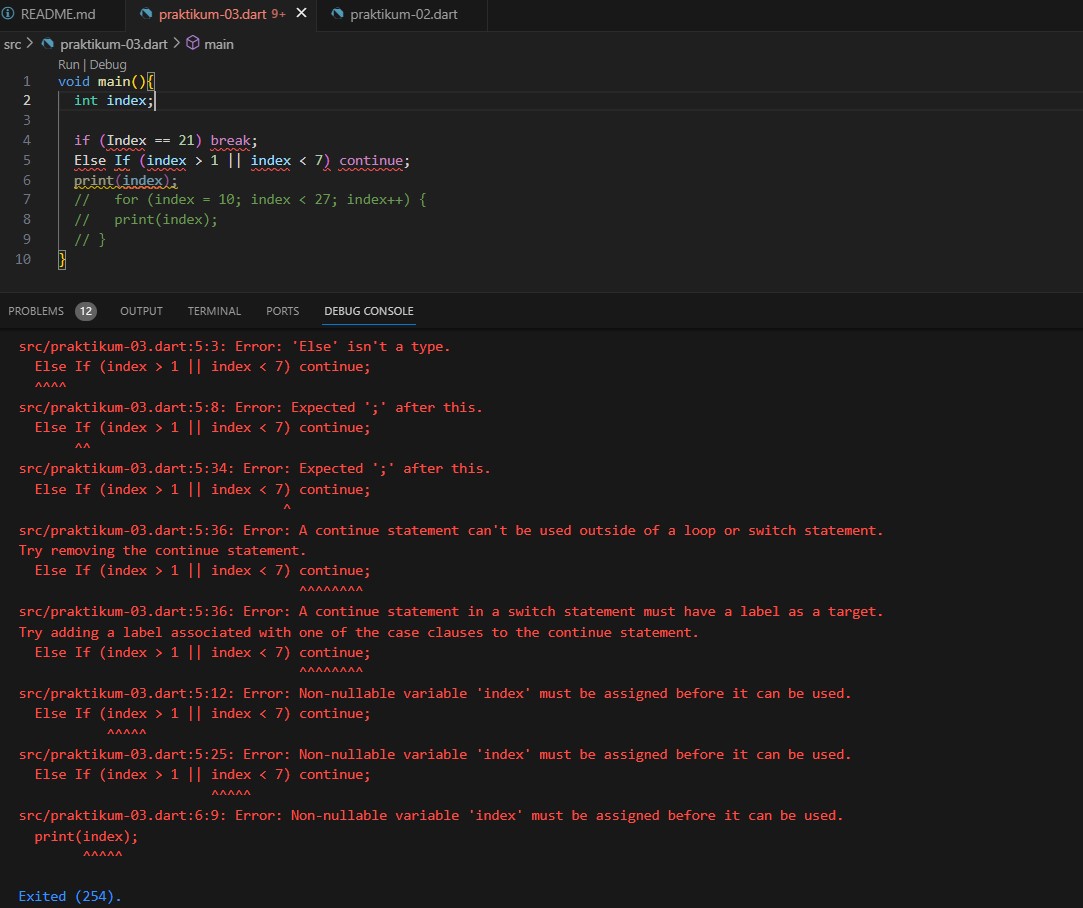 README.md praktikum-03.dart 9+ praktikum-02.dart
src > praktikum-03.dart > main
Run | Debug
1 void main(){
2 int index;
3
4 if (Index == 21) break;
5 Else If (index > 1 || index < 7) continue;
6 print(index);
7 // for (index = 10; index < 27; index++) {
8 // print(index);
9 // }
10 }
PROBLEMS 12 OUTPUT TERMINAL PORTS DEBUG CONSOLE
src/praktikum-03.dart:5:3: Error: 'Else' isn't a type.
Else If (index > 1 || index < 7) continue;
^^^^
src/praktikum-03.dart:5:8: Error: Expected ';' after this.
Else If (index > 1 || index < 7) continue;
^^
src/praktikum-03.dart:5:34: Error: Expected ';' after this.
Else If (index > 1 || index < 7) continue;
^
src/praktikum-03.dart:5:36: Error: A continue statement can't be used outside of a loop or switch statement.
Try removing the continue statement.
Else If (index > 1 || index < 7) continue;
^^^^^^^^
src/praktikum-03.dart:5:36: Error: A continue statement in a switch statement must have a label as a target.
Try adding a label associated with one of the case clauses to the continue statement.
Else If (index > 1 || index < 7) continue;
^^^^^^^^
src/praktikum-03.dart:5:12: Error: Non-nullable variable 'index' must be assigned before it can be used.
Else If (index > 1 || index < 7) continue;
^^^^^
src/praktikum-03.dart:5:25: Error: Non-nullable variable 'index' must be assigned before it can be used.
Else If (index > 1 || index < 7) continue;
^^^^^
src/praktikum-03.dart:6:9: Error: Non-nullable variable 'index' must be assigned before it can be used.
print(index);
^^^^^
Exited (254).